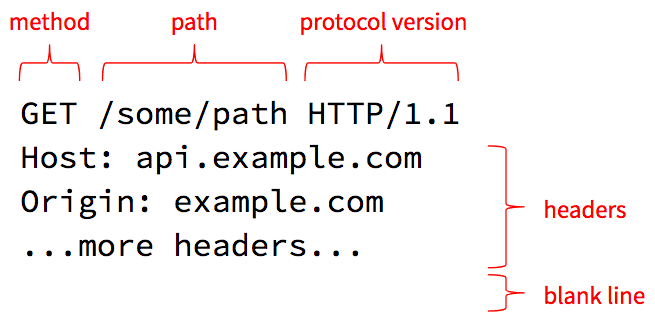 method path protocol version
GET /some/path HTTP/1.1
Host: api.example.com
Origin: example.com
headers
...more headers...
blank line